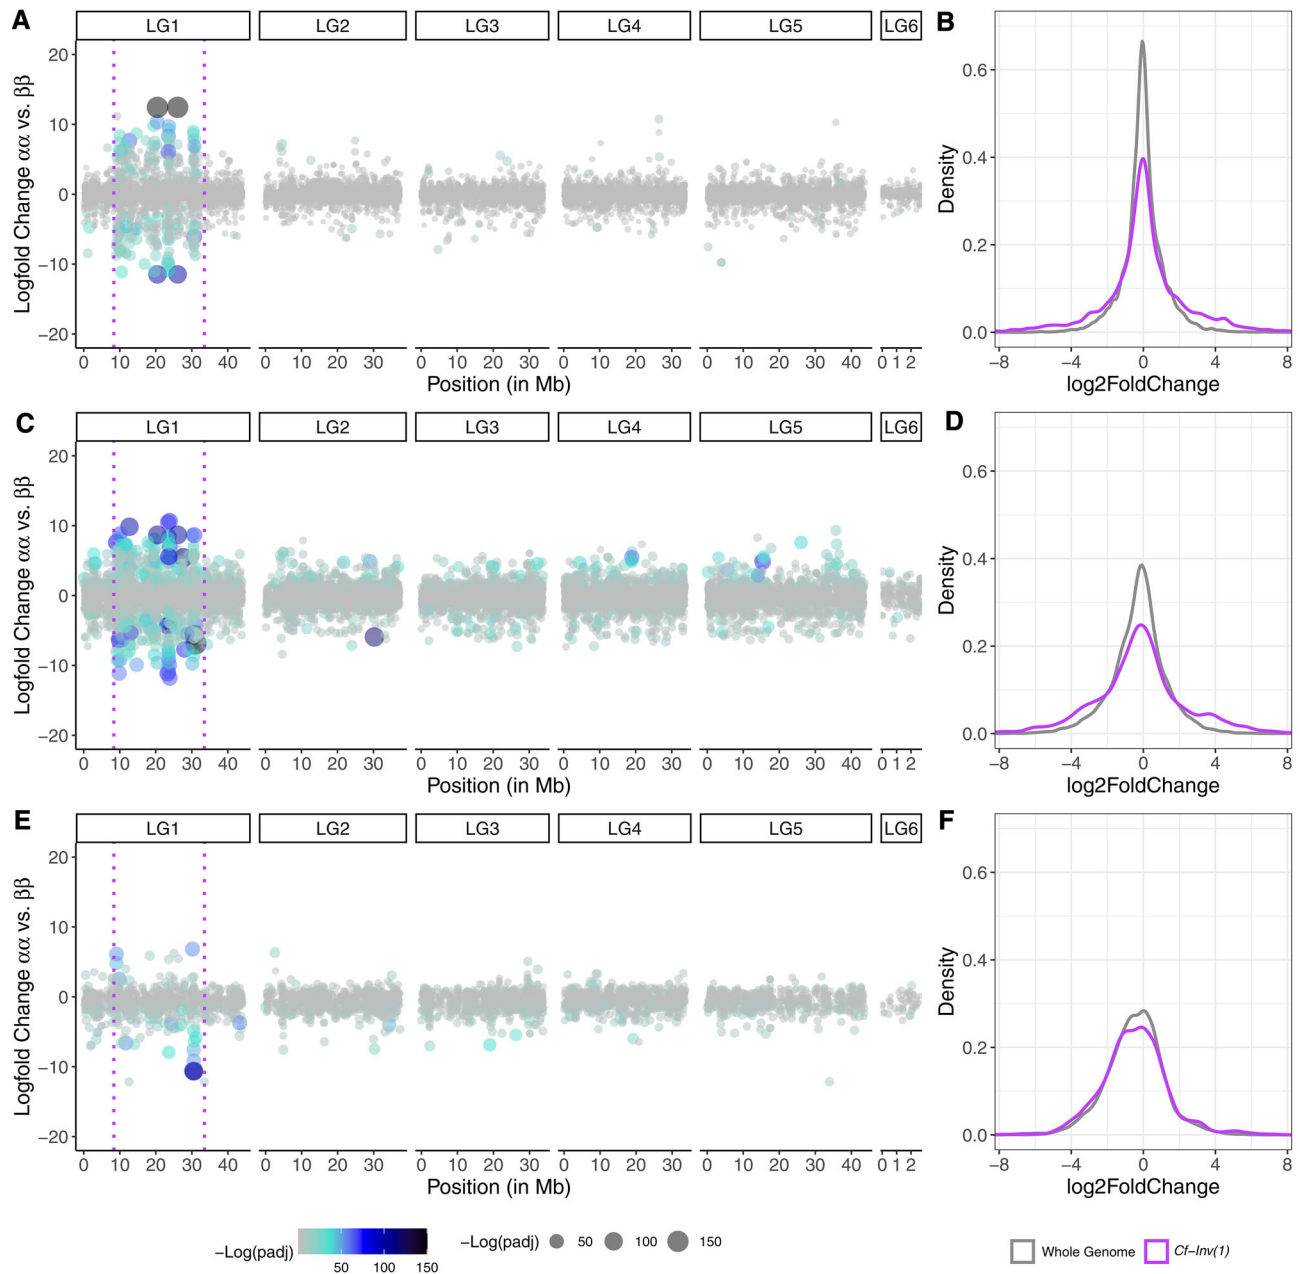 A
LG1 LG2 LG3 LG4 LG5 LG6
B
Logfold Change αα vs. ββ
20
10
0
−10
−20
0 10 20 30 40 0 10 20 30 0 10 20 30 0 10 20 30 0 10 20 30 40 0 1 2
Position (in Mb)
Density
0.6
0.4
0.2
0.0
−8 −4 0 4 8
log2FoldChange
C
LG1 LG2 LG3 LG4 LG5 LG6
D
Logfold Change αα vs. ββ
20
10
0
−10
−20
0 10 20 30 40 0 10 20 30 0 10 20 30 0 10 20 30 0 10 20 30 40 0 1 2
Position (in Mb)
Density
0.6
0.4
0.2
0.0
−8 −4 0 4 8
log2FoldChange
E
LG1 LG2 LG3 LG4 LG5 LG6
F
Logfold Change αα vs. ββ
20
10
0
−10
−20
0 10 20 30 40 0 10 20 30 0 10 20 30 0 10 20 30 0 10 20 30 40 0 1 2
Position (in Mb)
Density
0.6
0.4
0.2
0.0
−8 −4 0 4 8
log2FoldChange
−Log(padj)
50 100 150
−Log(padj) 50 100 150
Whole Genome Cf−Inv(1)